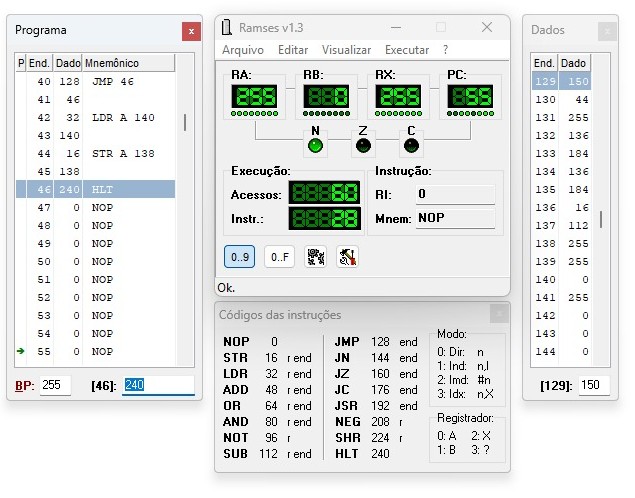 Programa x
P End. Dado Mnemônico
40 128 JMP 46
41 46
42 32 LDR A 140
43 140
44 16 STR A 138
45 138
46 240 HLT
47 0 NOP
48 0 NOP
49 0 NOP
50 0 NOP
51 0 NOP
52 0 NOP
53 0 NOP
54 0 NOP
55 0 NOP
BP: 255 [46]: 240
Ramses v1.3
Arquivo Editar Visualizar Executar ?
RA: RB: RX: PC:
255 0 255 55
N Z C
Execução:
Acessos: 60
Instr.: 28
Instrução:
RI: 0
Mnem: NOP
0..9 0..F
Ok.
Códigos das instruções x
NOP 0
STR 16 r end
LDR 32 r end
ADD 48 r end
OR 64 r end
AND 80 r end
NOT 96 r
SUB 112 r end
JMP 128 end
JN 144 end
JZ 160 end
JC 176 end
JSR 192 end
NEG 208 r
SHR 224 r
HLT 240
Modo:
0: Dir: n
1: Ind: n,I
2: Imd: #n
3: Idx: n,X
Registrador:
0: A 2: X
1: B 3: ?
Dados x
End. Dado
129 150
130 44
131 255
132 136
133 184
134 136
135 184
136 16
137 112
138 255
139 255
140 0
141 255
142 0
143 0
144 0
[129]: 150